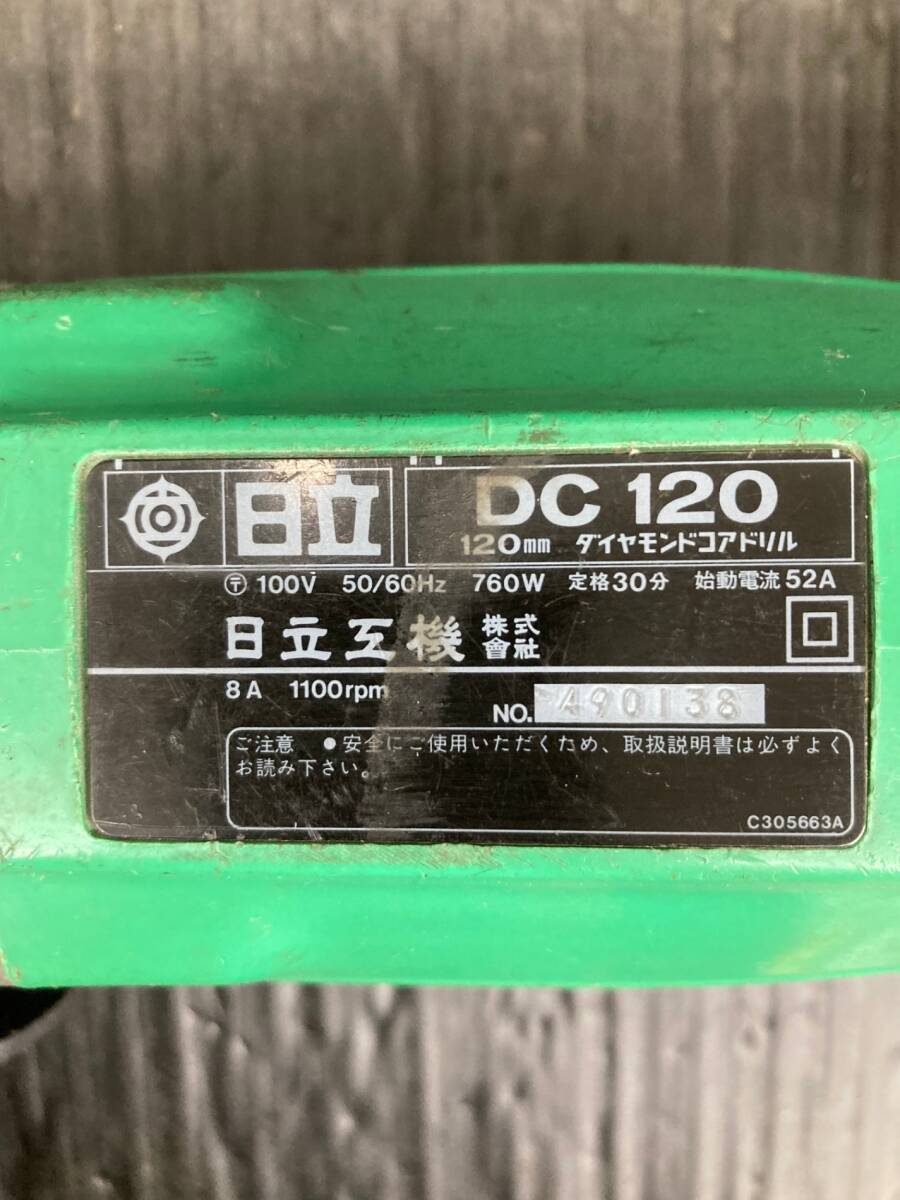 日立
DC 120
120mm ダイヤモンドコアドリル
〒 100V 50/60Hz 760W 定格30分 始動電流52A
日立工機 株式會社
8A 1100rpm
NO. A90138
ご注意 ●安全にご使用いただくため、取扱説明書は必ずよく
お読み下さい。
C305663A